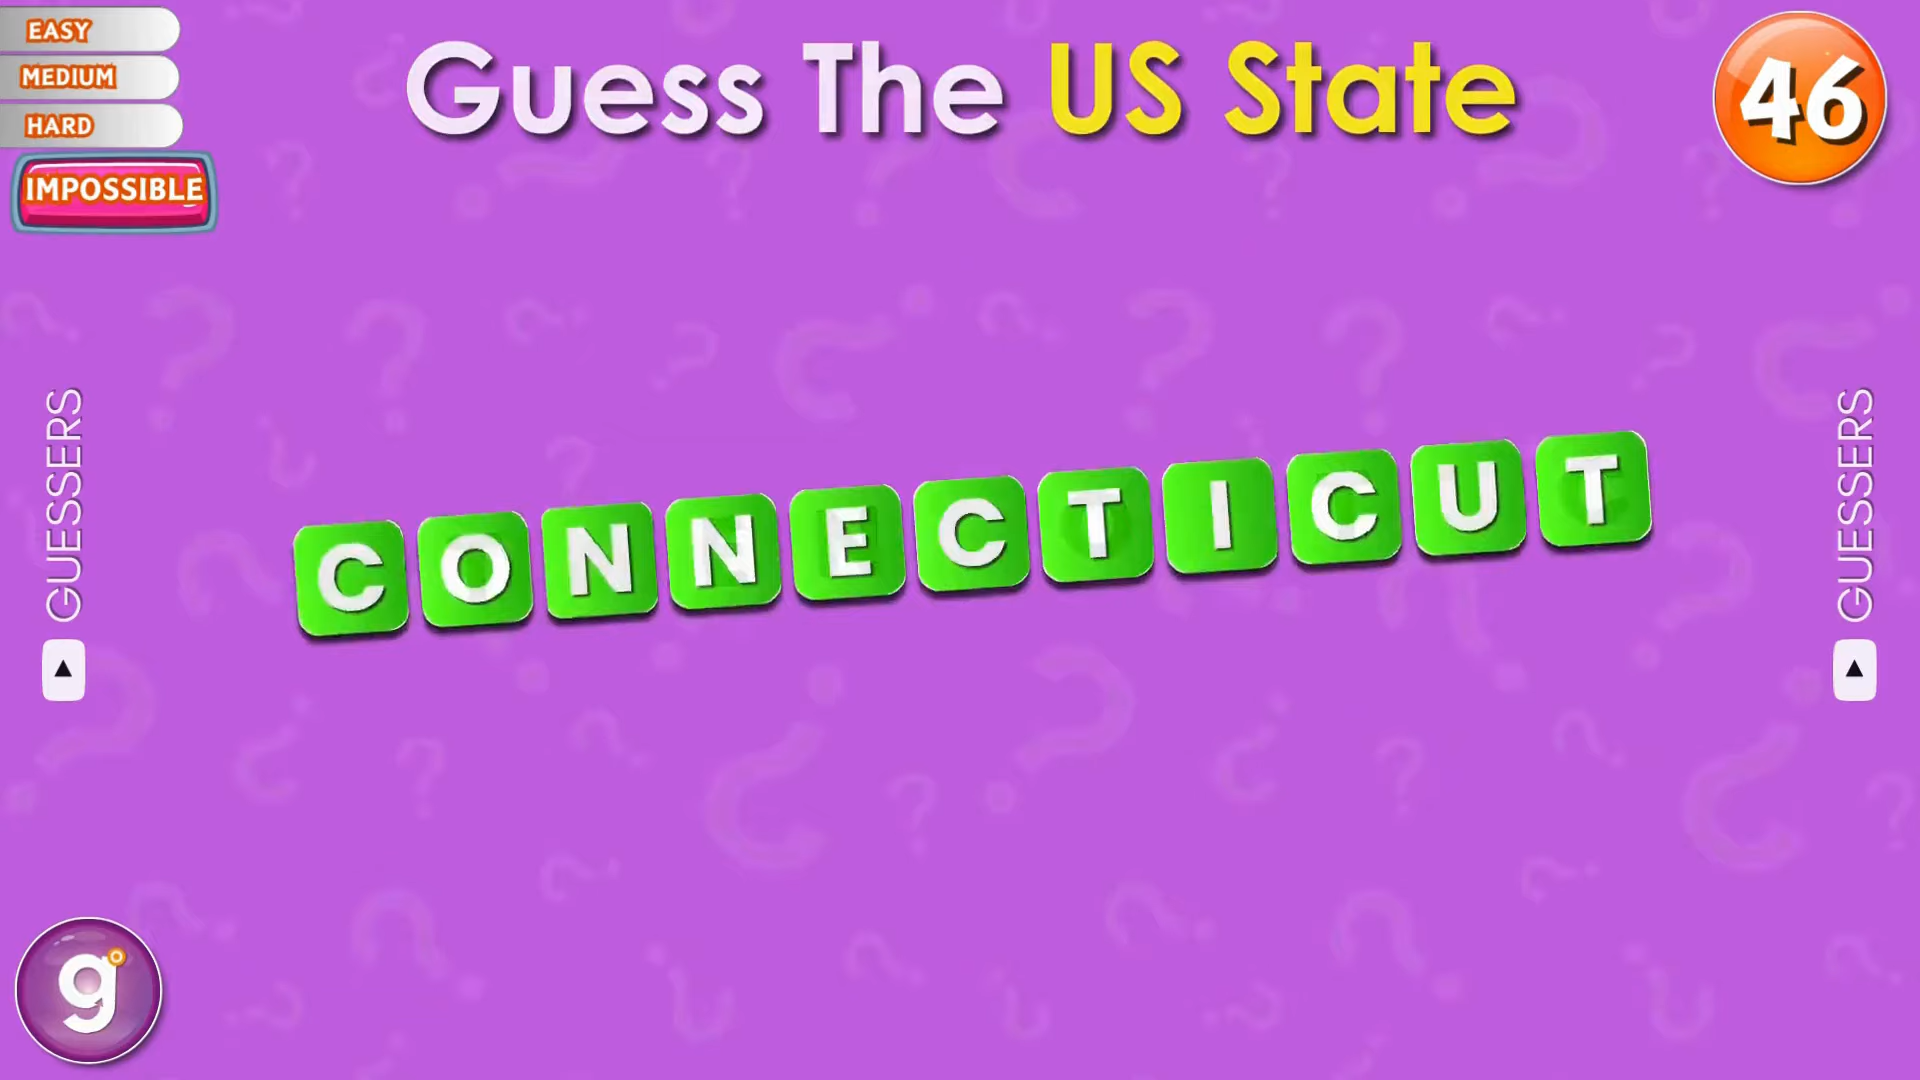 EASY
MEDIUM
HARD
IMPOSSIBLE
Guess The US State
46
GUESSERS
CONNECTICUT
GUESSERS
g